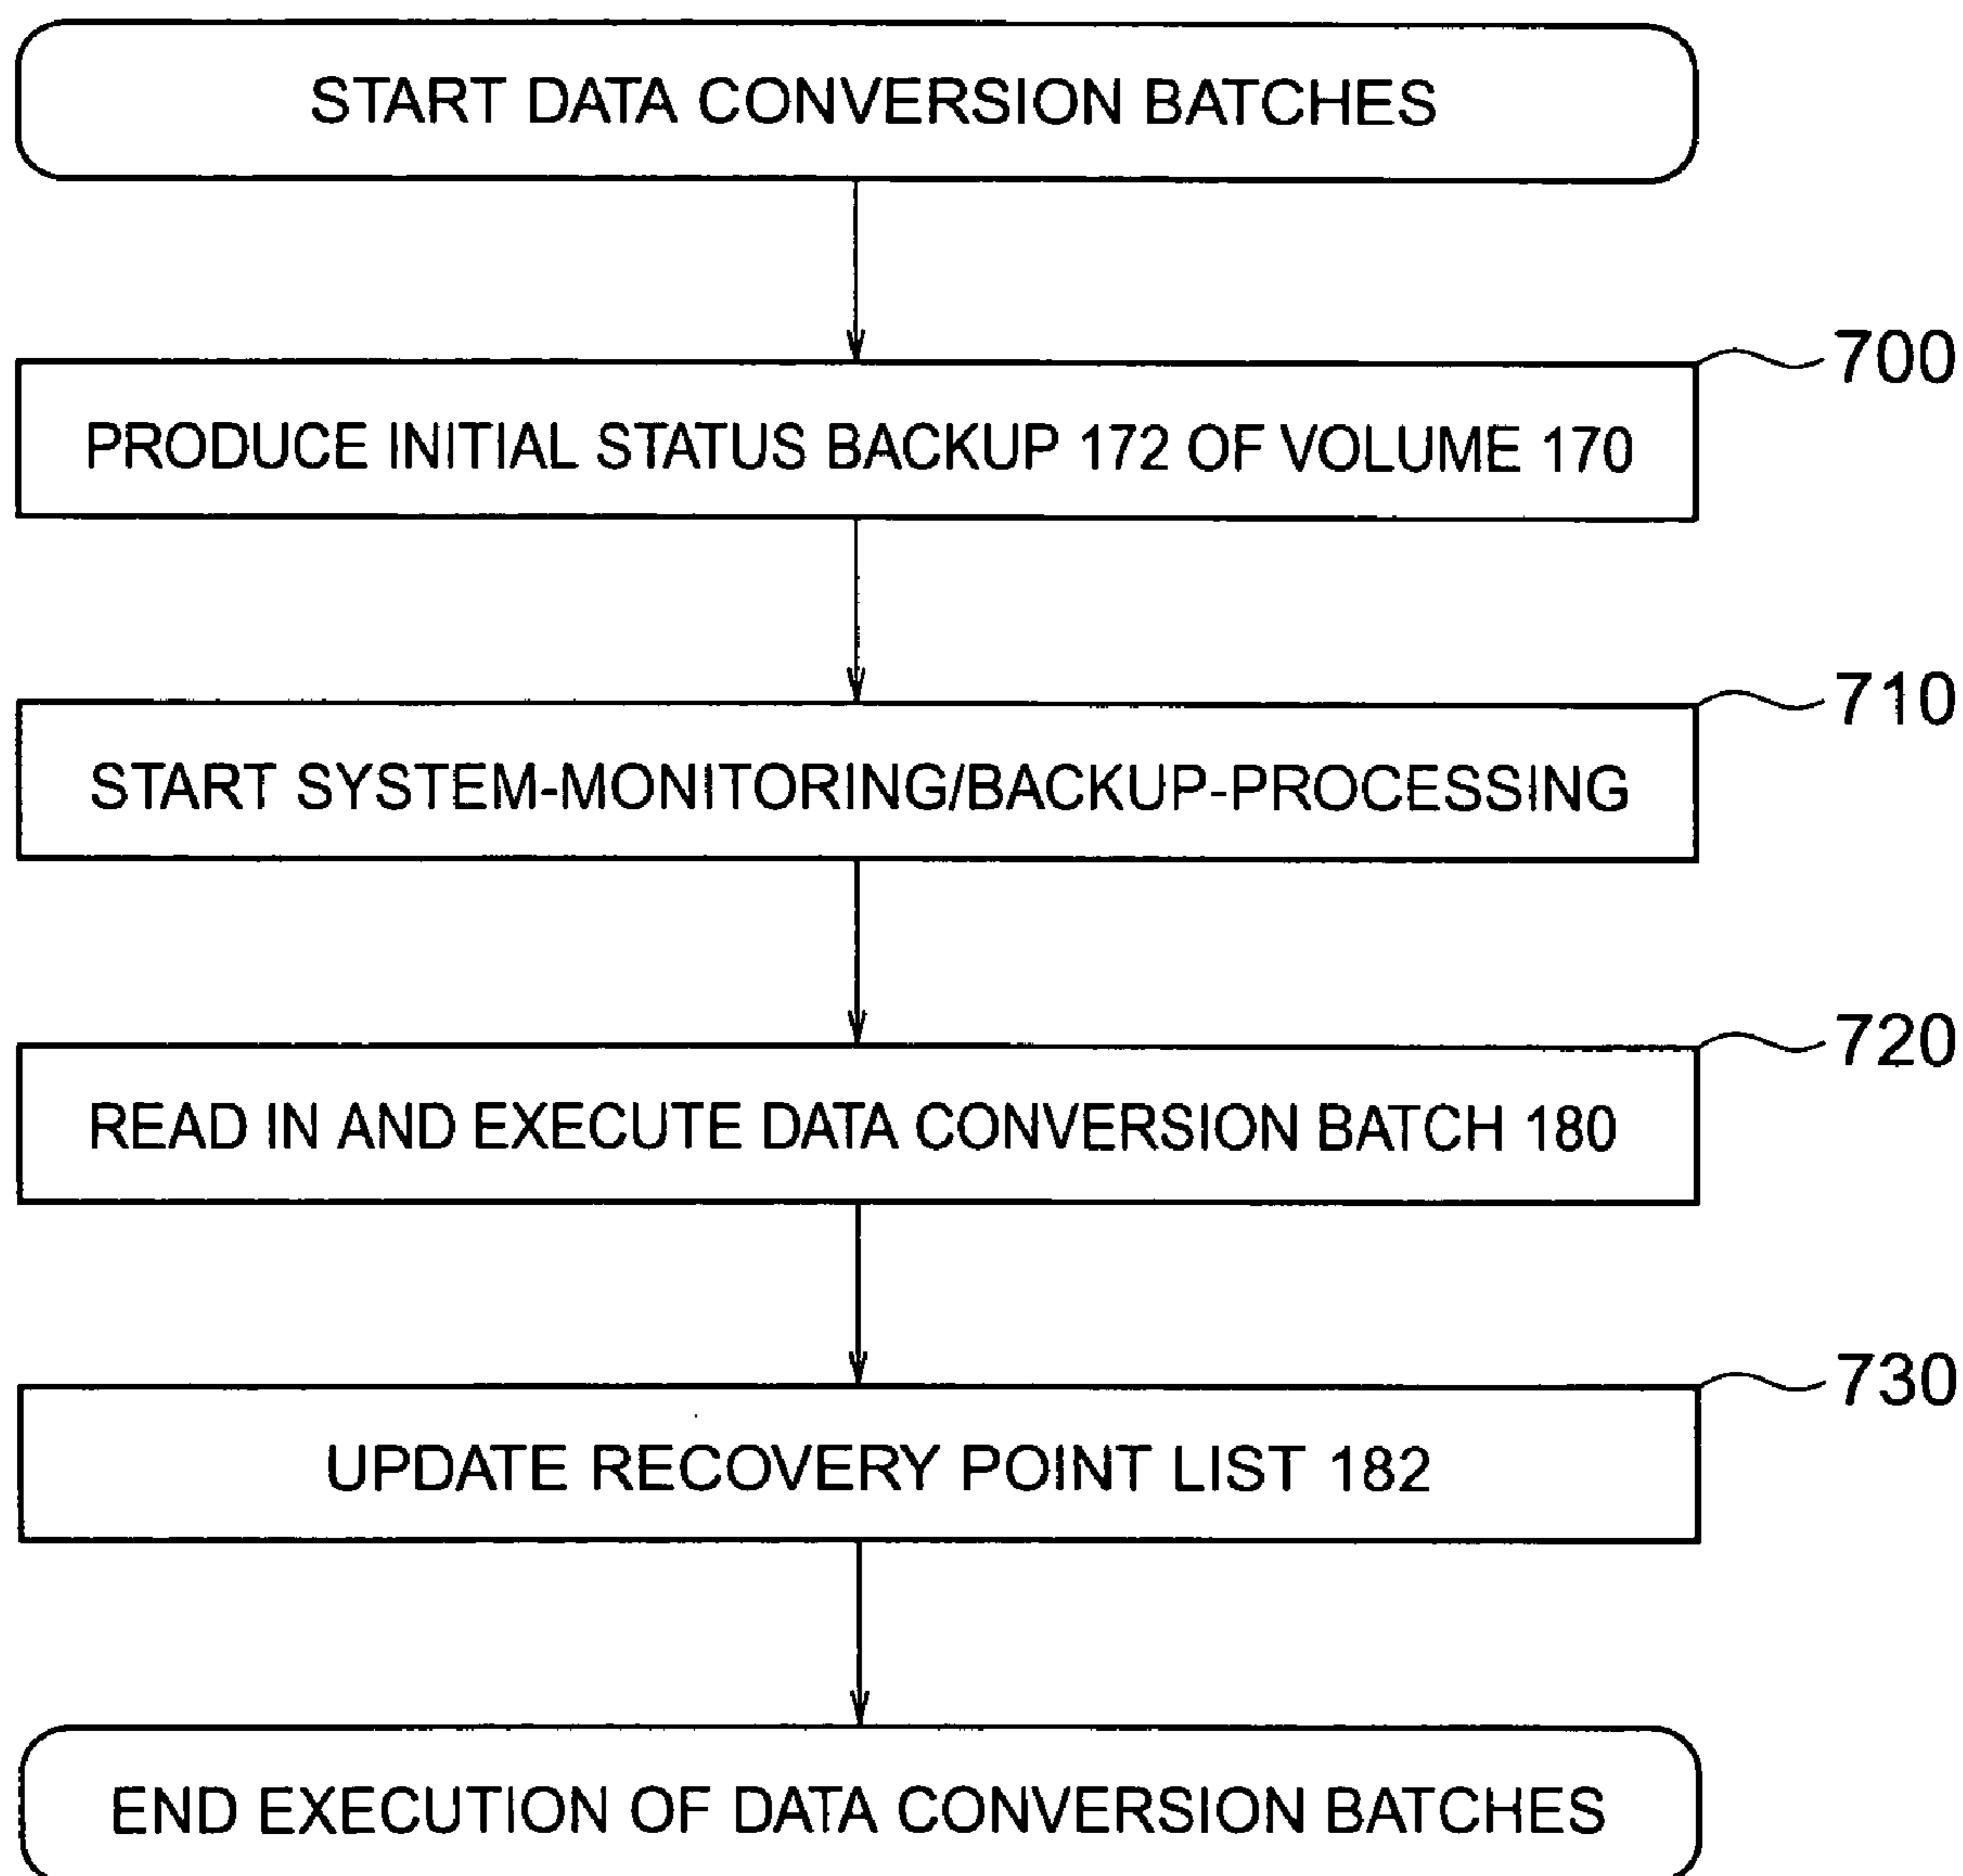 START DATA CONVERSION BATCHES
700
PRODUCE INITIAL STATUS BACKUP 172 OF VOLUME 170
710
START SYSTEM-MONITORING/BACKUP-PROCESSING
720
READ IN AND EXECUTE DATA CONVERSION BATCH 180
730
UPDATE RECOVERY POINT LIST 182
END EXECUTION OF DATA CONVERSION BATCHES